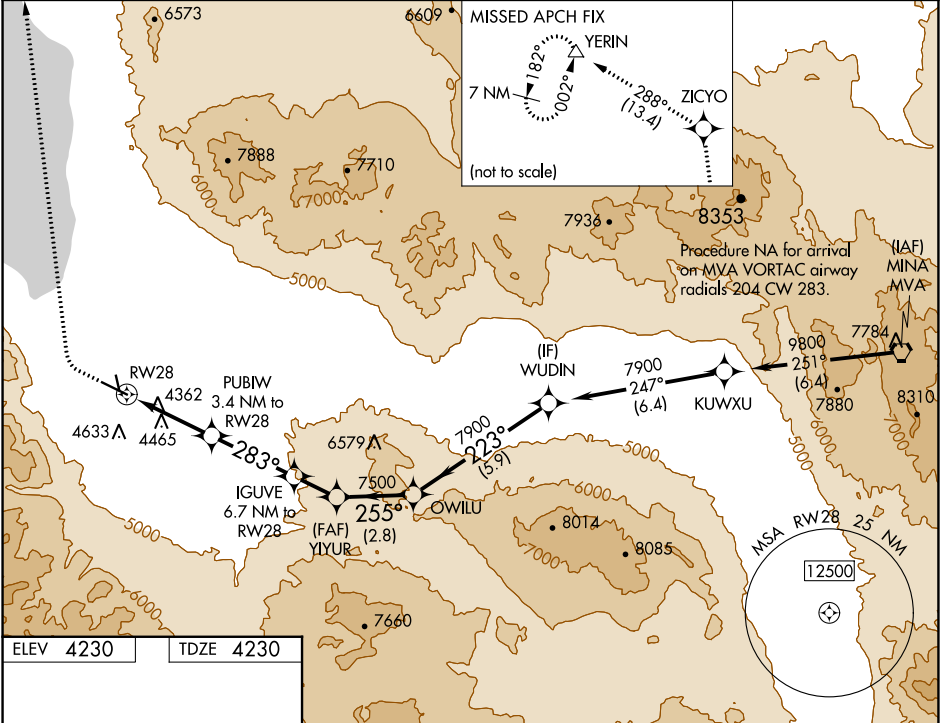 6573
6609
MISSED APCH FIX
YERIN
182°
002°
7 NM
288°
(13.4)
ZICYO
(not to scale)
7888
7710
6000
7000
7936
8353
5000
Procedure NA for arrival
on MVA VORTAC airway
radials 204 CW 283.
(IAF)
MINA
MVA
7784
9800
251°
(6.4)
7880
8310
(IF)
WUDIN
7900
247°
(6.4)
KUWXU
RW28
4362
4465
4633
PUBIW
3.4 NM to
RW28
283°
6579
7900
223°
(5.9)
7500
255°
(2.8)
OWILU
IGUVE
6.7 NM to
RW28
(FAF)
YIYUR
6000
5000
8014
8085
7000
MSA RW28 25 NM
12500
5000
6000
7660
ELEV 4230
TDZE 4230